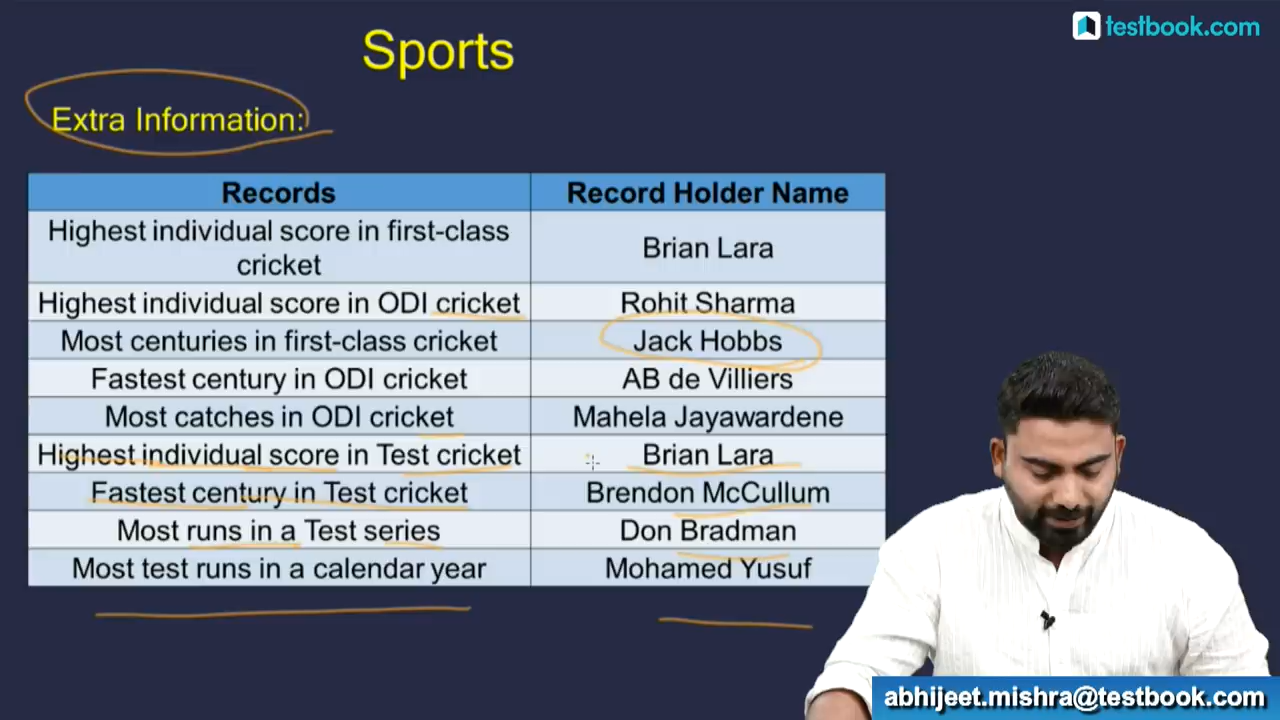 Sports
testbook.com
Extra Information:
Records
Record Holder Name
Highest individual score in first-class
cricket
Brian Lara
Highest individual score in ODI cricket
Rohit Sharma
Most centuries in first-class cricket
Jack Hobbs
Fastest century in ODI cricket
AB de Villiers
Most catches in ODI cricket
Mahela Jayawardene
Highest individual score in Test cricket
Brian Lara
Fastest century in Test cricket
Brendon McCullum
Most runs in a Test series
Don Bradman
Most test runs in a calendar year
Mohamed Yusuf
abhijeet.mishra@testbook.com